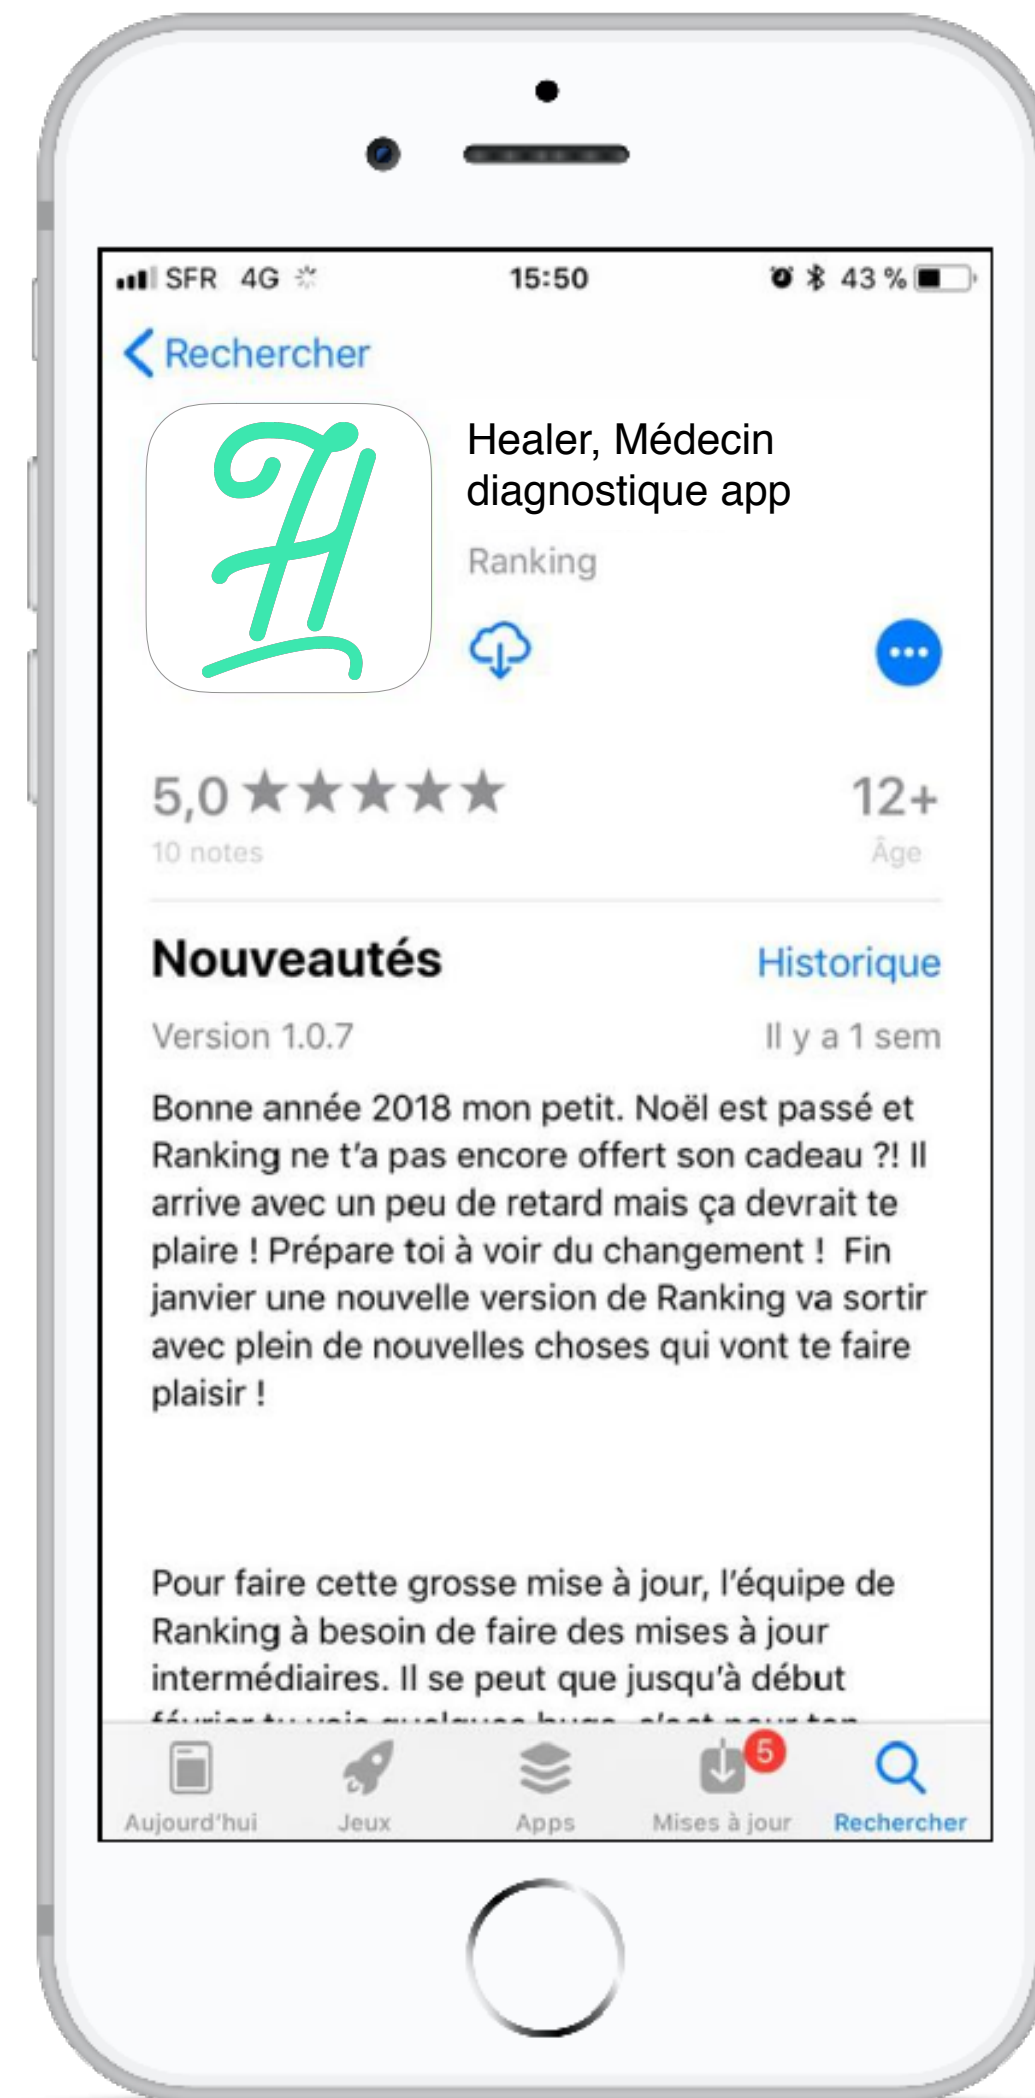 SFR 4G 15:50 43 %
Rechercher
H
Healer, Médecin
diagnostique app
Ranking
5,0 12+
10 notes Âge
Nouveautés Historique
Version 1.0.7 Il y a 1 sem
Bonne année 2018 mon petit. Noël est passé et
Ranking ne t’a pas encore offert son cadeau ?! Il
arrive avec un peu de retard mais ça devrait te
plaire ! Prépare toi à voir du changement ! Fin
janvier une nouvelle version de Ranking va sortir
avec plein de nouvelles choses qui vont te faire
plaisir !
Pour faire cette grosse mise à jour, l’équipe de
Ranking à besoin de faire des mises à jour
intermédiaires. Il se peut que jusqu’à début
5
Aujourd’hui Jeux Apps Mises à jour Rechercher